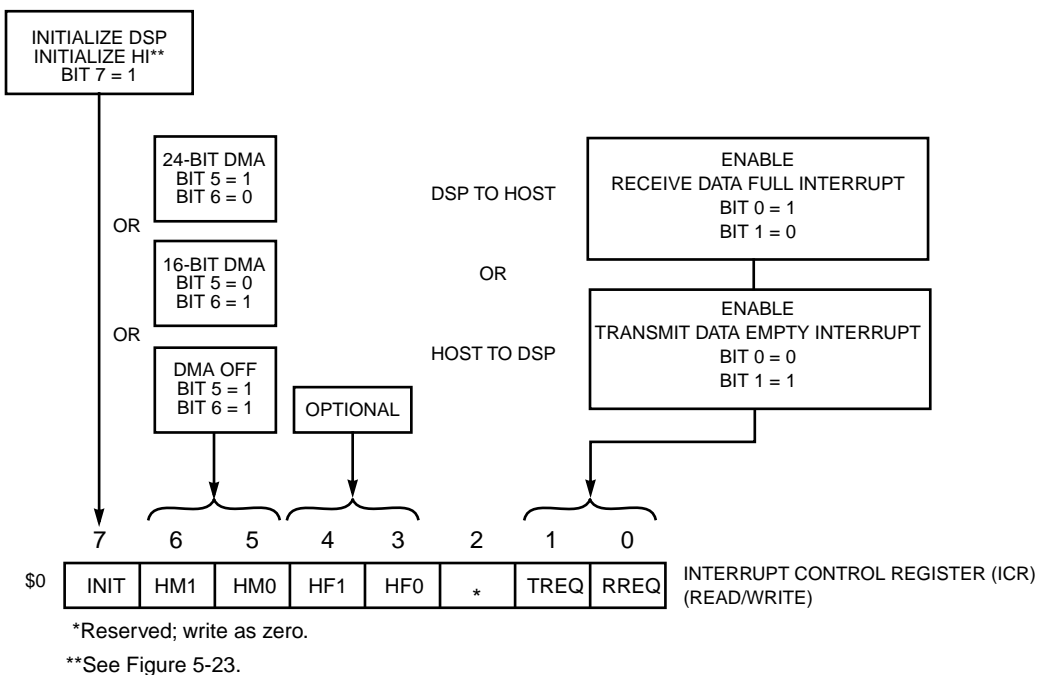 INITIALIZE DSP
INITIALIZE HI**
BIT 7 = 1
24-BIT DMA
BIT 5 = 1
BIT 6 = 0
OR
16-BIT DMA
BIT 5 = 0
BIT 6 = 1
OR
DMA OFF
BIT 5 = 1
BIT 6 = 1
OPTIONAL
DSP TO HOST
OR
HOST TO DSP
ENABLE
RECEIVE DATA FULL INTERRUPT
BIT 0 = 1
BIT 1 = 0
ENABLE
TRANSMIT DATA EMPTY INTERRUPT
BIT 0 = 0
BIT 1 = 1
7 6 5 4 3 2 1 0
$0 INIT HM1 HM0 HF1 HF0 * TREQ RREQ
INTERRUPT CONTROL REGISTER (ICR)
(READ/WRITE)
*Reserved; write as zero.
**See Figure 5-23.